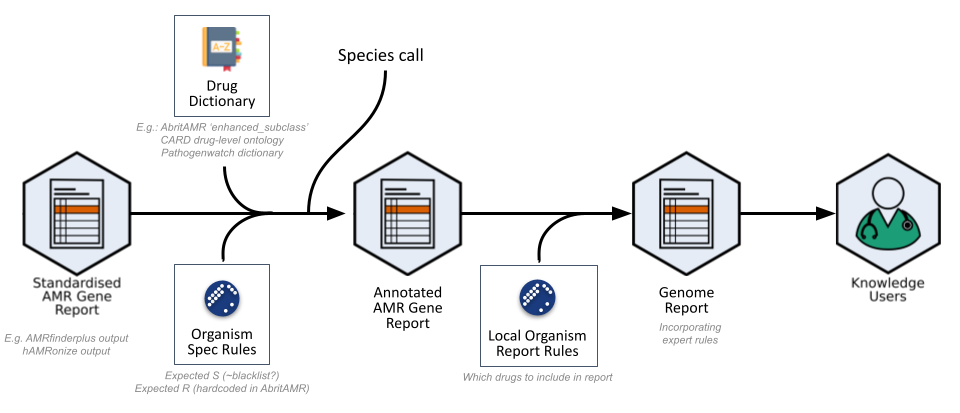 A-Z
Drug
Dictionary
E.g.: AbritAMR ‘enhanced_subclass’
CARD drug-level ontology
Pathogenwatch dictionary
Species call
Standardised
AMR Gene
Report
E.g. AMRfinderplus output
hAMRonize output
Organism
Spec Rules
Expected S (~blacklist?)
Expected R (hardcoded in AbritAMR)
Annotated
AMR Gene
Report
Local Organism
Report Rules
Which drugs to include in report
Genome
Report
Incorporating
expert rules
Knowledge
Users